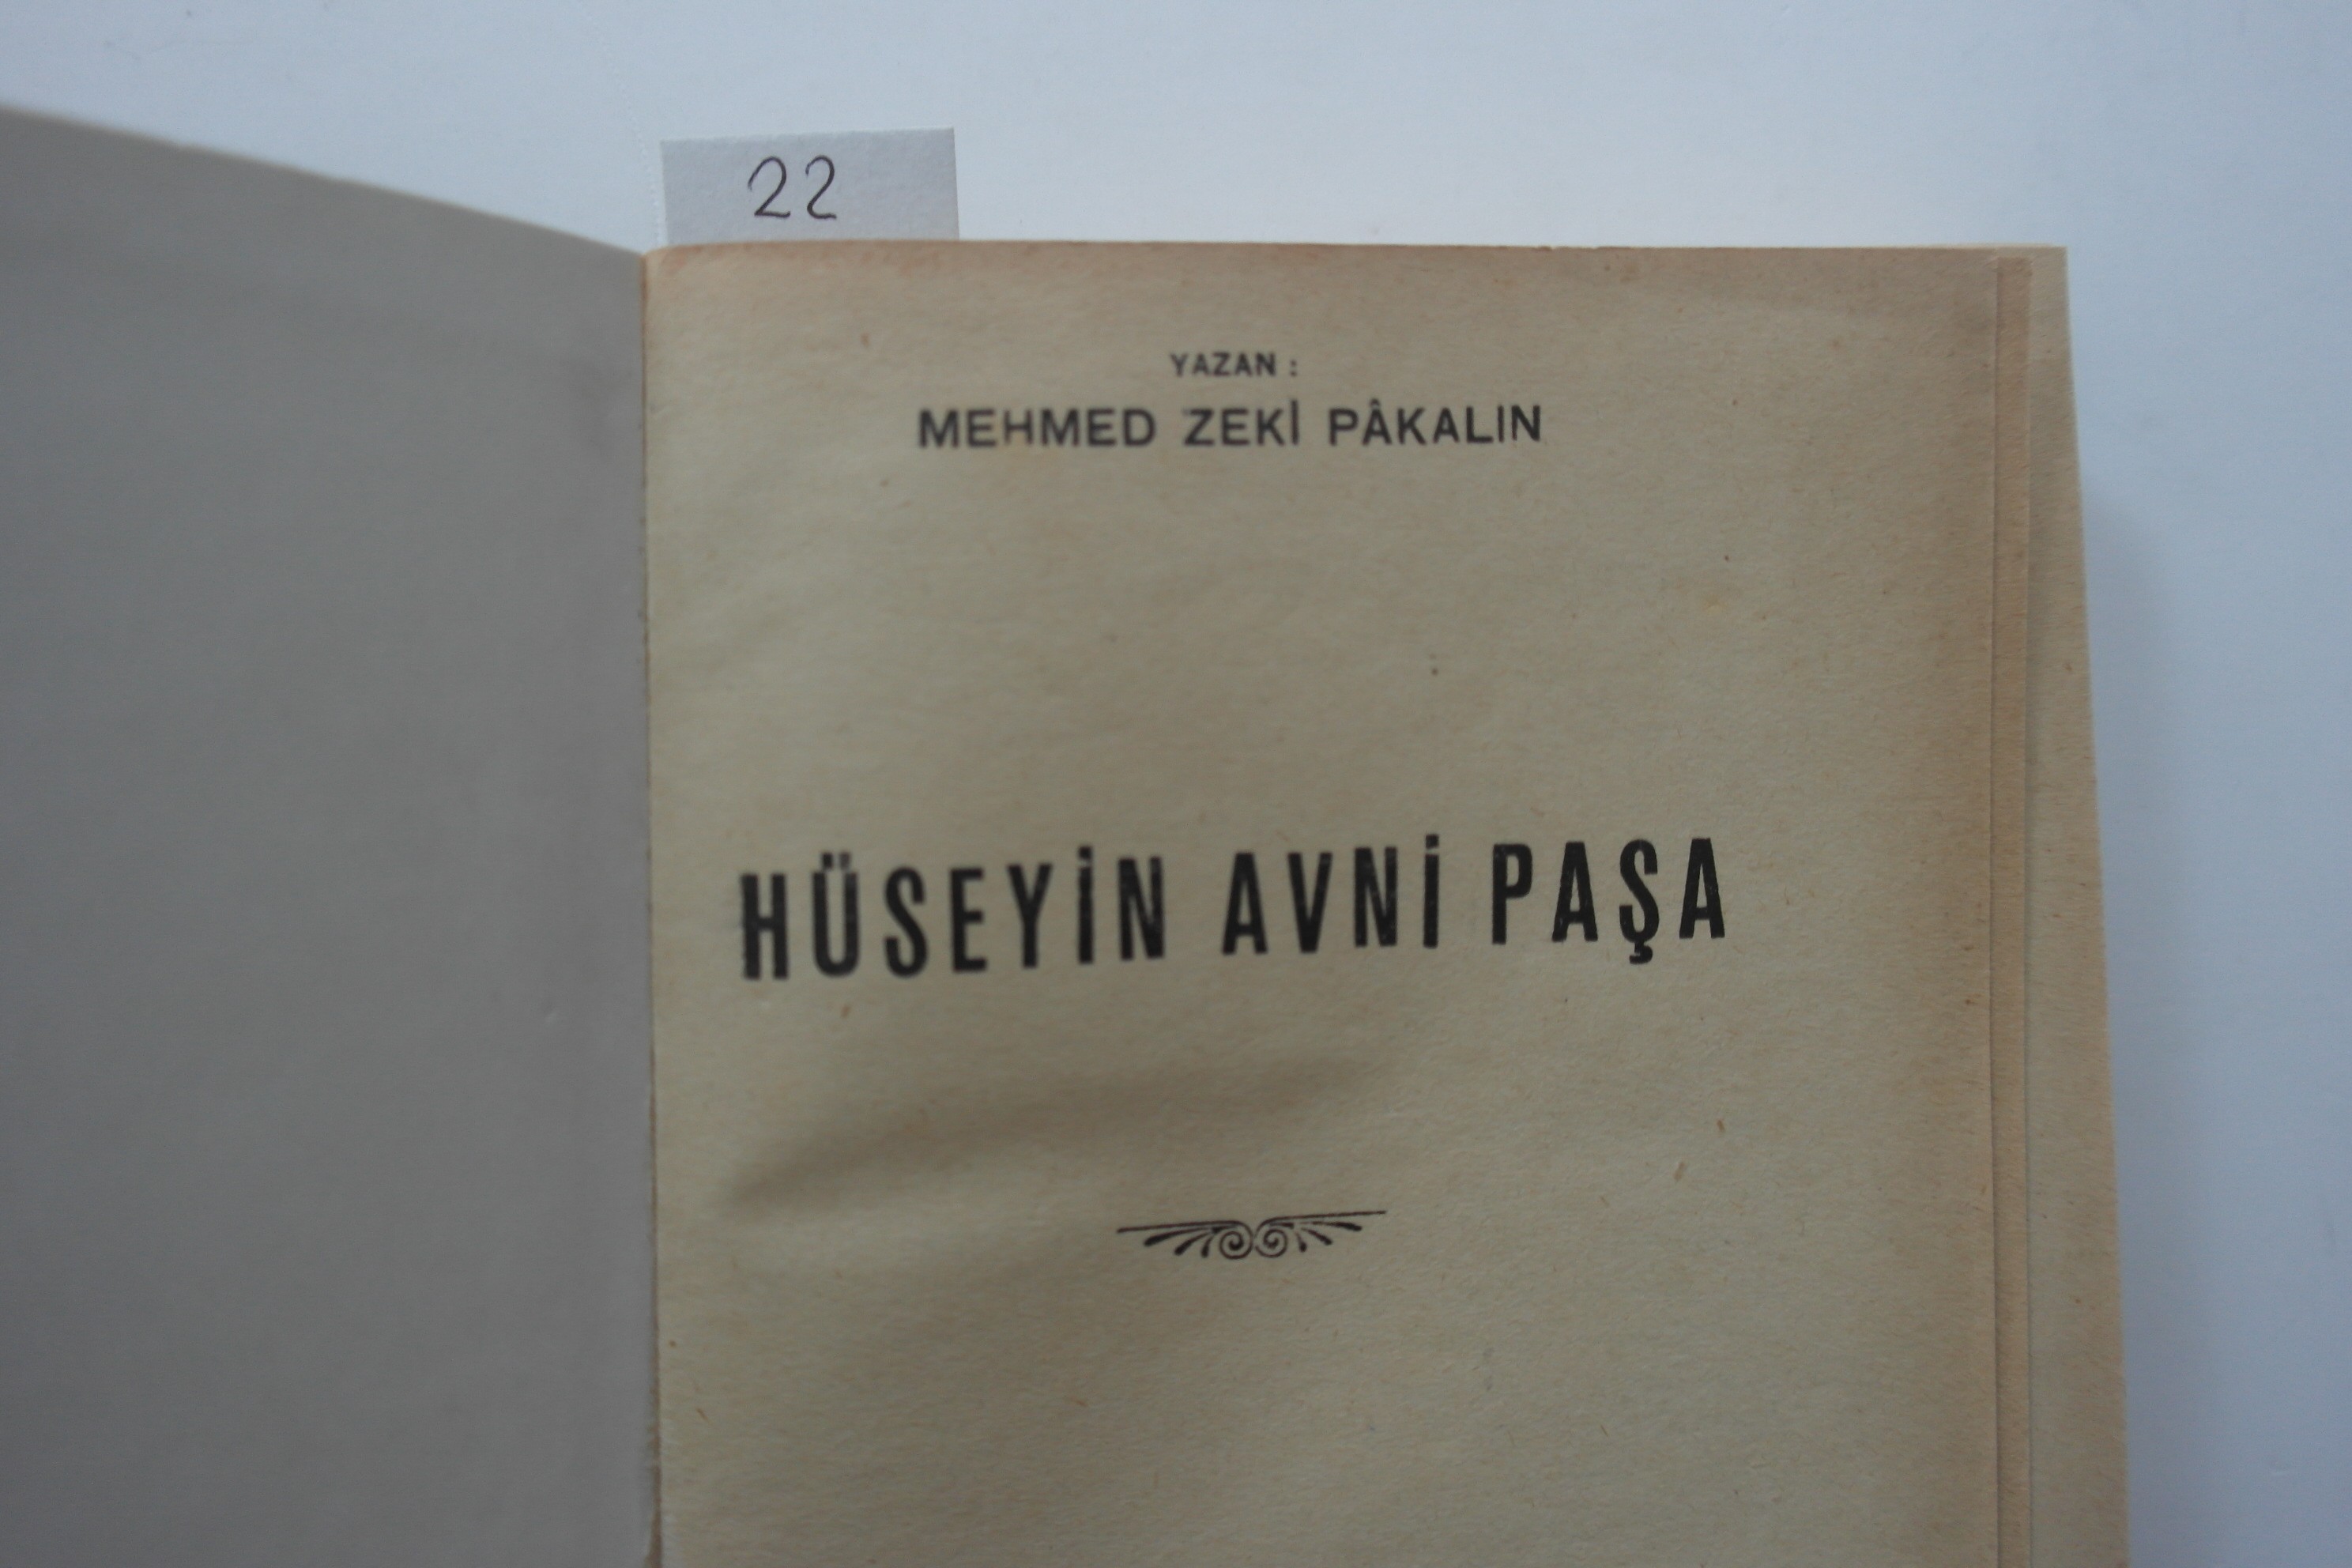 22
YAZAN :
MEHMED ZEKİ PÂKALIN
HÜSEYİN AVNİ PAŞA